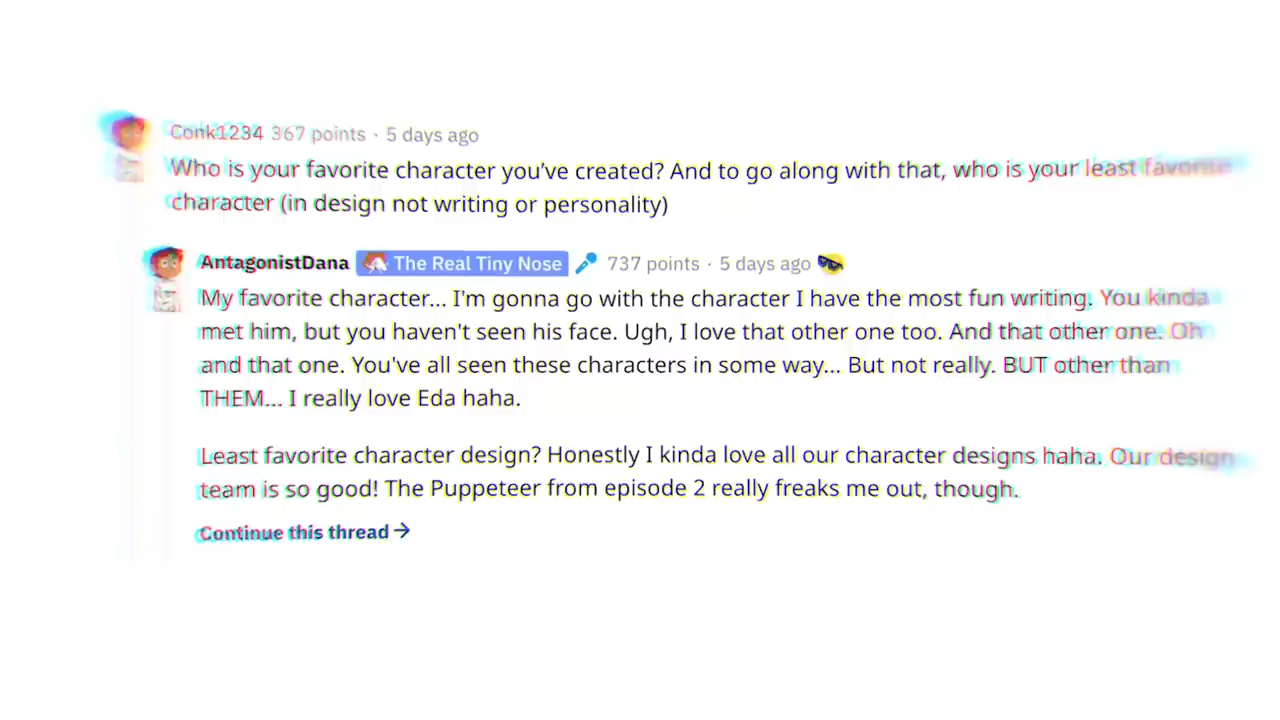 Conk1234 367 points · 5 days ago
Who is your favorite character you’ve created? And to go along with that, who is your least favorite
character (in design not writing or personality)
AntagonistDana The Real Tiny Nose 737 points · 5 days ago
My favorite character... I'm gonna go with the character I have the most fun writing. You kinda
met him, but you haven't seen his face. Ugh, I love that other one too. And that other one. Oh
and that one. You've all seen these characters in some way... But not really. BUT other than
THEM... I really love Eda haha.
Least favorite character design? Honestly I kinda love all our character designs haha. Our design
team is so good! The Puppeteer from episode 2 really freaks me out, though.
Continue this thread→